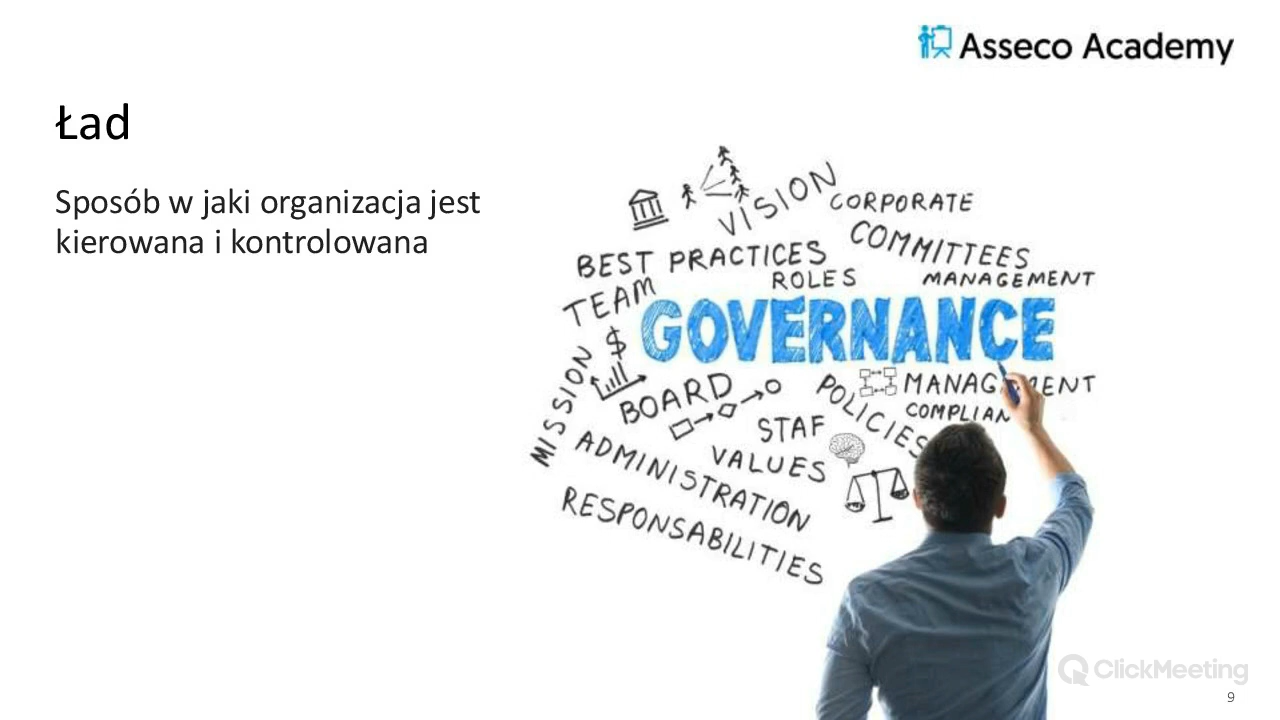 Asseco Academy
Ład
Sposób w jaki organizacja jest
kierowana i kontrolowana
VISION
CORPORATE
COMMITTEES
BEST PRACTICES
ROLES
MANAGEMENT
TEAM
GOVERNANCE
$
MISSION
BOARD
POLICIES
MANAGEMENT
COMPLIAN
STAF
VALUES
ADMINISTRATION
RESPONSABILITIES
ClickMeeting
9